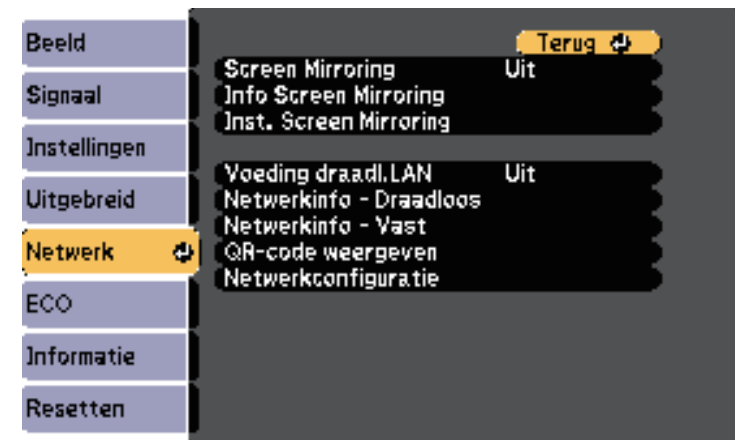 Beeld
Signaal
Instellingen
Uitgebreid
Netwerk
ECO
Informatie
Resetten
Terug
Screen Mirroring Uit
Info Screen Mirroring
Inst. Screen Mirroring
Voeding draadl.LAN Uit
Netwerkinfo - Draadloos
Netwerkinfo - Vast
QR-code weergeven
Netwerkconfiguratie